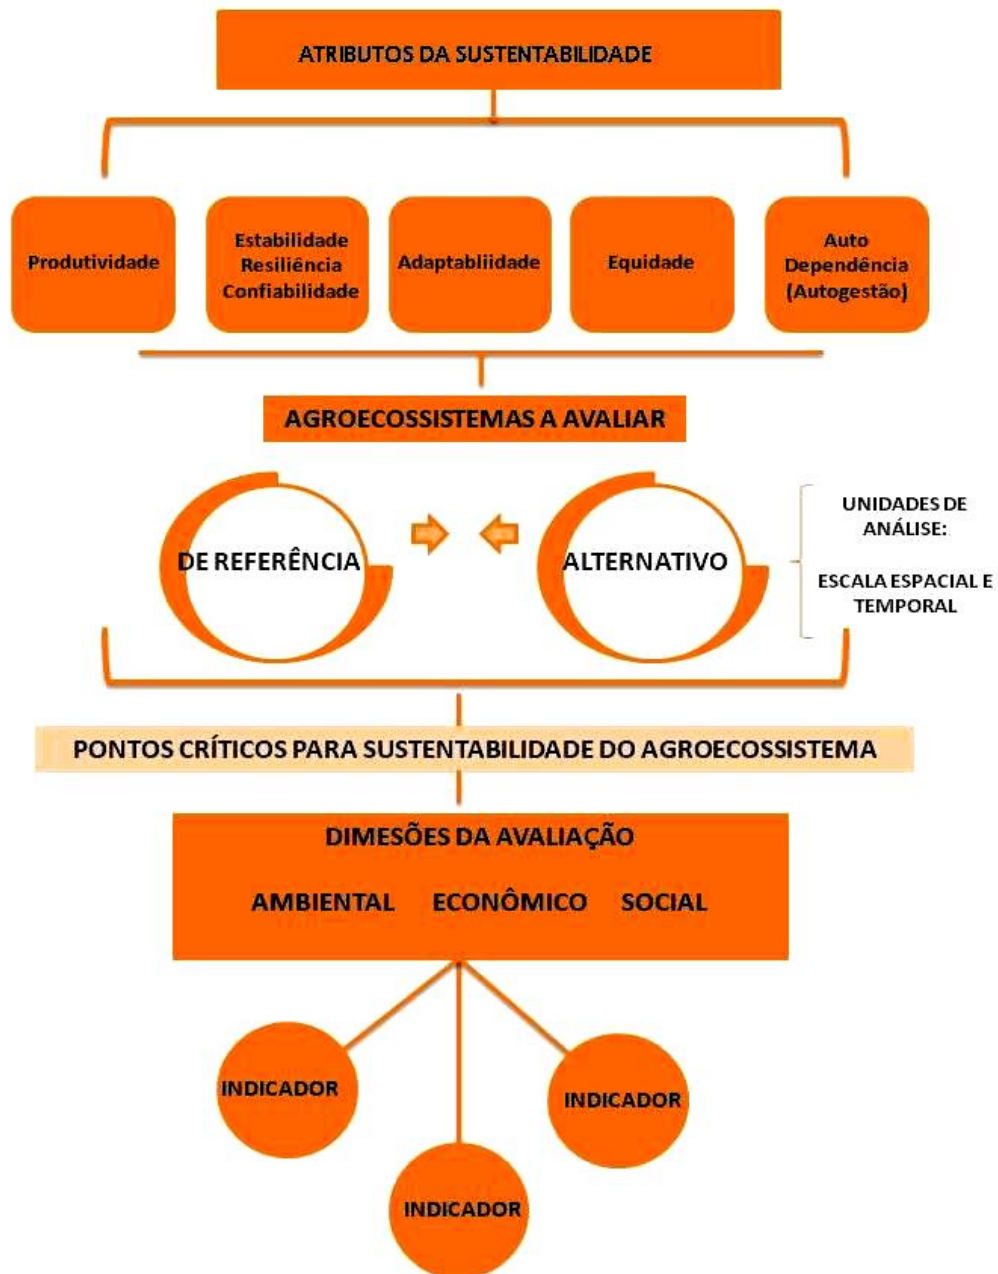 ATRIBUTOS DA SUSTENTABILIDADE
Produtividade
Estabilidade
Resiliência
Confiabilidade
Adaptabliidade
Equidade
Auto
Dependência
(Autogestão)
AGROECOSSISTEMAS A AVALIAR
DE REFERÊNCIA
ALTERNATIVO
UNIDADES DE
ANÁLISE:
ESCALA ESPACIAL E
TEMPORAL
PONTOS CRÍTICOS PARA SUSTENTABILIDADE DO AGROECOSSISTEMA
DIMESÕES DA AVALIAÇÃO
AMBIENTAL ECONÔMICO SOCIAL
INDICADOR
INDICADOR
INDICADOR